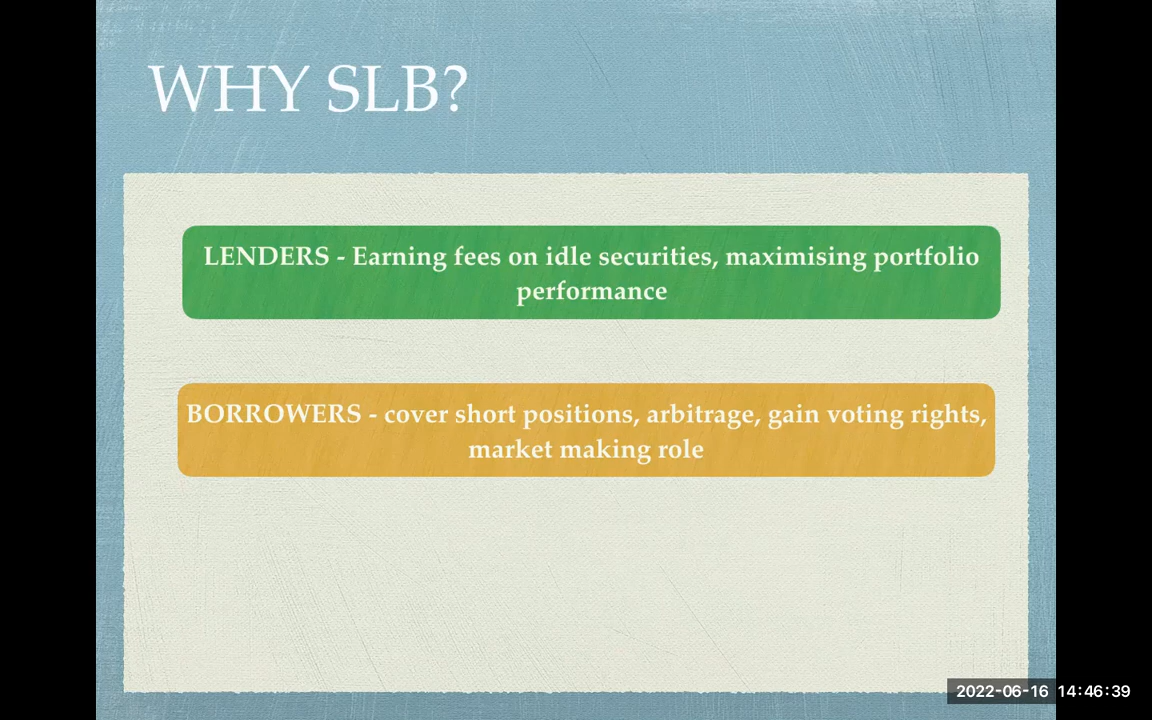 WHY SLB?
LENDERS - Earning fees on idle securities, maximising portfolio
performance
BORROWERS - cover short positions, arbitrage, gain voting rights,
market making role
2022-06-16 14:46:39